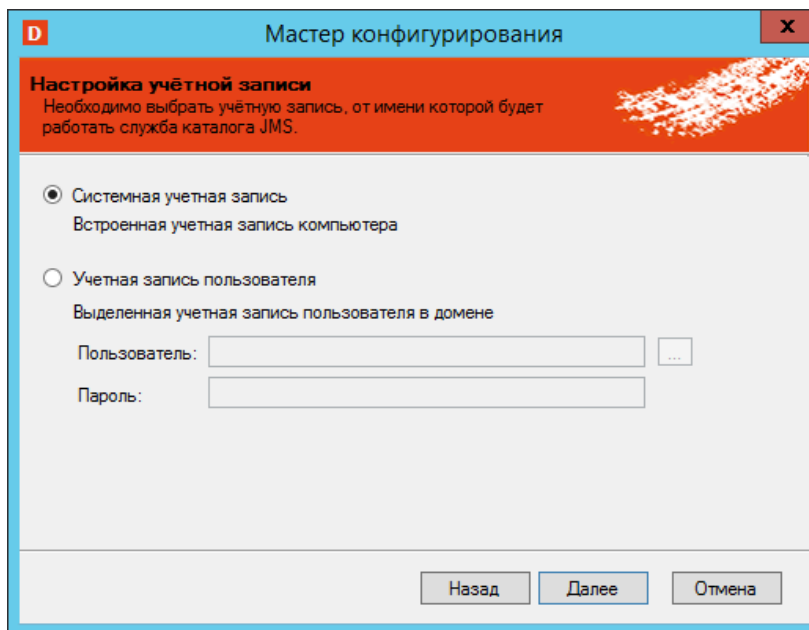 D
Мастер конфигурирования
x
Настройка учётной записи
Необходимо выбрать учётную запись, от имени которой будет
работать служба каталога JMS.
Системная учетная запись
Встроенная учетная запись компьютера
Учетная запись пользователя
Выделенная учетная запись пользователя в домене
Пользователь:
...
Пароль:
Назад
Далее
Отмена